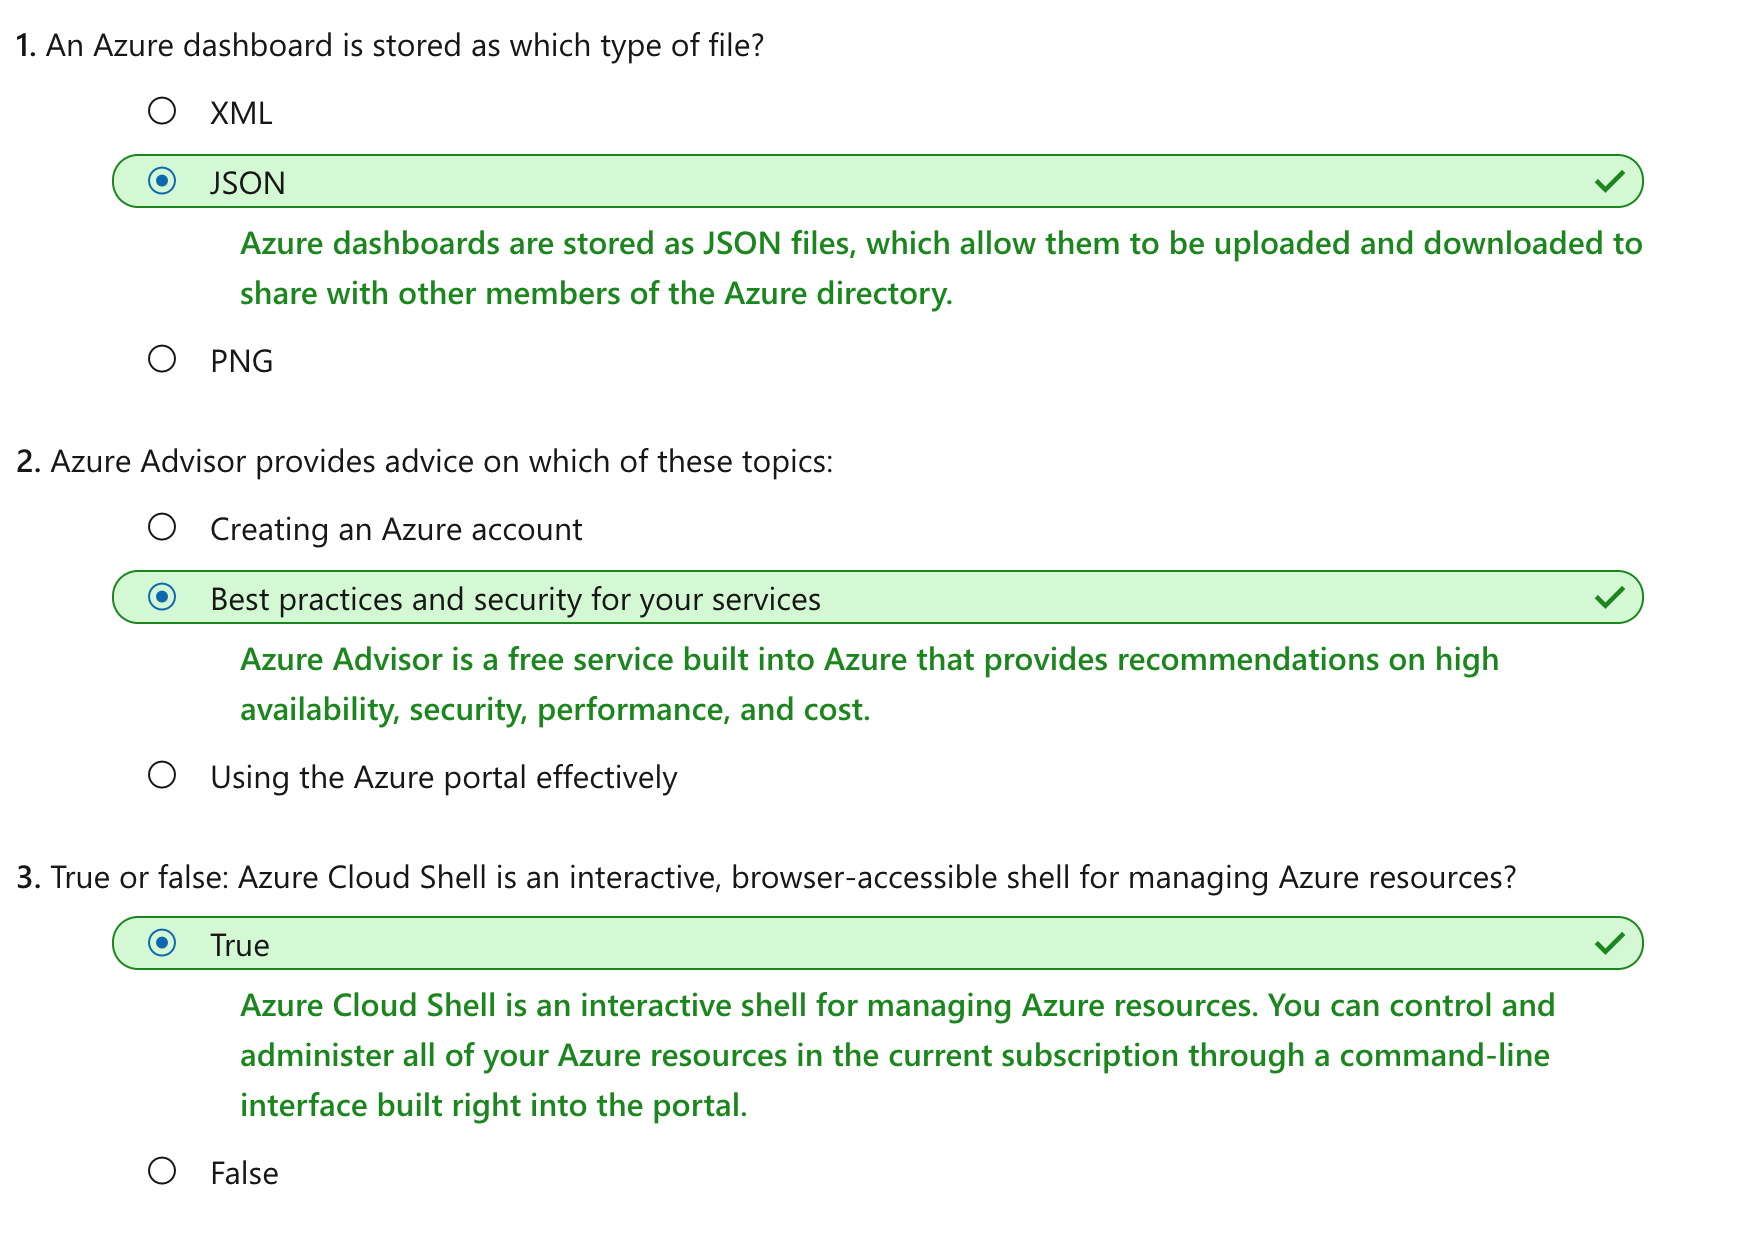 1. An Azure dashboard is stored as which type of file?
XML
JSON
Azure dashboards are stored as JSON files, which allow them to be uploaded and downloaded to
share with other members of the Azure directory.
PNG
2. Azure Advisor provides advice on which of these topics:
Creating an Azure account
Best practices and security for your services
Azure Advisor is a free service built into Azure that provides recommendations on high
availability, security, performance, and cost.
Using the Azure portal effectively
3. True or false: Azure Cloud Shell is an interactive, browser-accessible shell for managing Azure resources?
True
Azure Cloud Shell is an interactive shell for managing Azure resources. You can control and
administer all of your Azure resources in the current subscription through a command-line
interface built right into the portal.
False